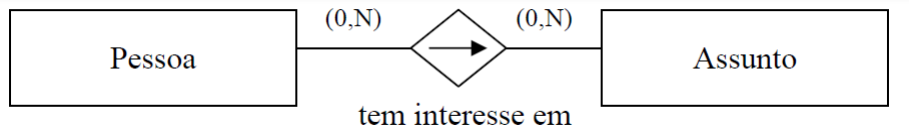 (0,N) (0,N)
Pessoa Assunto
tem interesse em